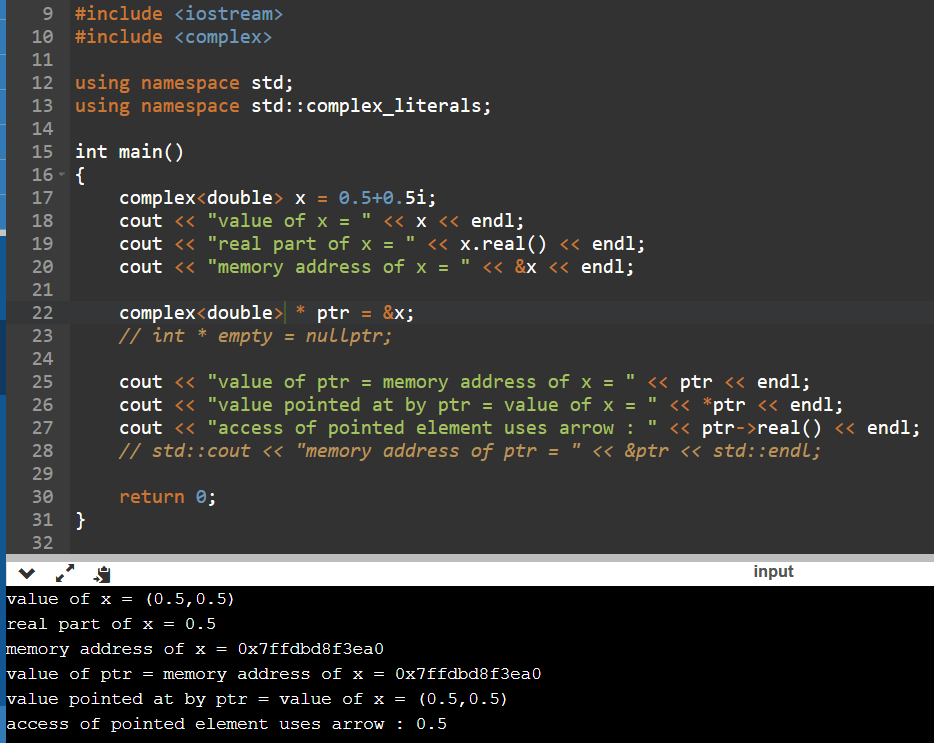 9 #include <iostream>
10 #include <complex>
11
12 using namespace std;
13 using namespace std::complex_literals;
14
15 int main()
16 {
17 complex<double> x = 0.5+0.5i;
18 cout << "value of x = " << x << endl;
19 cout << "real part of x = " << x.real() << endl;
20 cout << "memory address of x = " << &x << endl;
21
22 complex<double> * ptr = &x;
23 // int * empty = nullptr;
24
25 cout << "value of ptr = memory address of x = " << ptr << endl;
26 cout << "value pointed at by ptr = value of x = " << *ptr << endl;
27 cout << "access of pointed element uses arrow : " << ptr->real() << endl;
28 // std::cout << "memory address of ptr = " << &ptr << std::endl;
29
30 return 0;
31 }
32
input
value of x = (0.5,0.5)
real part of x = 0.5
memory address of x = 0x7ffdbd8f3ea0
value of ptr = memory address of x = 0x7ffdbd8f3ea0
value pointed at by ptr = value of x = (0.5,0.5)
access of pointed element uses arrow : 0.5